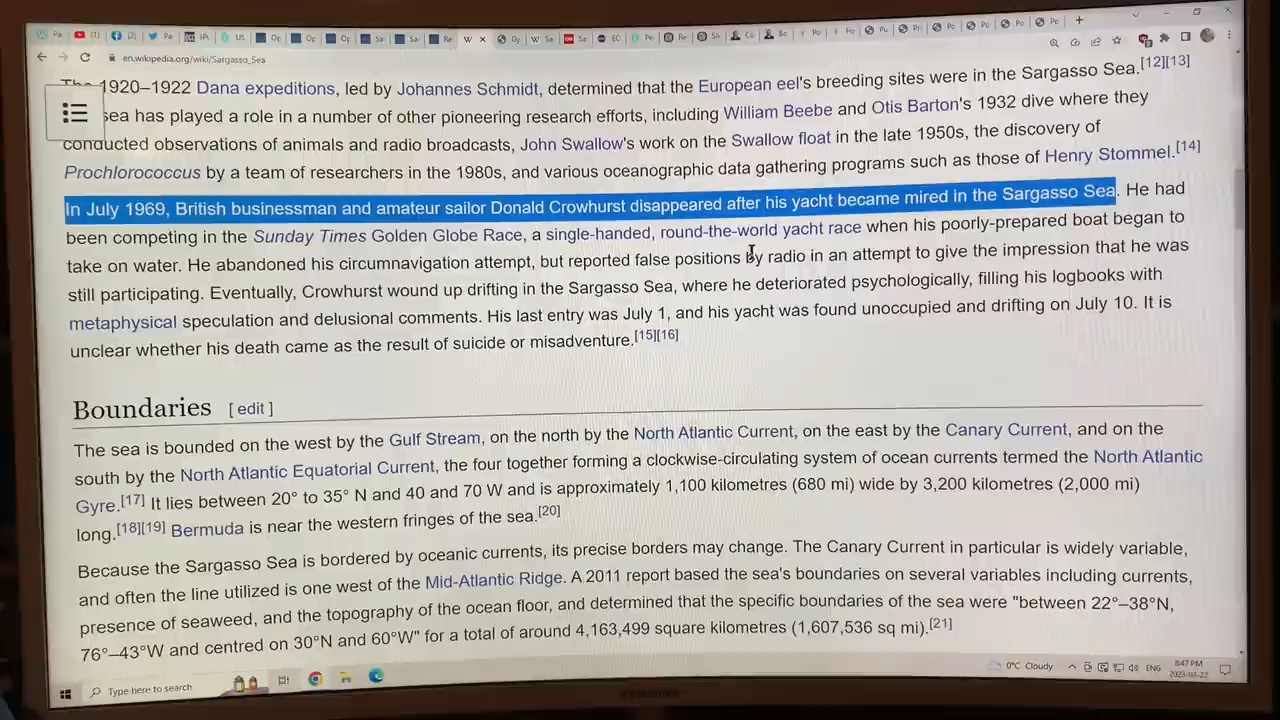 en.wikipedia.org/wiki/Sargasso_Sea
The 1920–1922 Dana expeditions, led by Johannes Schmidt, determined that the European eel's breeding sites were in the Sargasso Sea.[12][13]
sea has played a role in a number of other pioneering research efforts, including William Beebe and Otis Barton's 1932 dive where they
conducted observations of animals and radio broadcasts, John Swallow's work on the Swallow float in the late 1950s, the discovery of
Prochlorococcus by a team of researchers in the 1980s, and various oceanographic data gathering programs such as those of Henry Stommel.[14]
In July 1969, British businessman and amateur sailor Donald Crowhurst disappeared after his yacht became mired in the Sargasso Sea. He had
been competing in the Sunday Times Golden Globe Race, a single-handed, round-the-world yacht race when his poorly-prepared boat began to
take on water. He abandoned his circumnavigation attempt, but reported false positions by radio in an attempt to give the impression that he was
still participating. Eventually, Crowhurst wound up drifting in the Sargasso Sea, where he deteriorated psychologically, filling his logbooks with
metaphysical speculation and delusional comments. His last entry was July 1, and his yacht was found unoccupied and drifting on July 10. It is
unclear whether his death came as the result of suicide or misadventure.[15][16]
Boundaries [ edit ]
The sea is bounded on the west by the Gulf Stream, on the north by the North Atlantic Current, on the east by the Canary Current, and on the
south by the North Atlantic Equatorial Current, the four together forming a clockwise-circulating system of ocean currents termed the North Atlantic
Gyre.[17] It lies between 20° to 35° N and 40 and 70 W and is approximately 1,100 kilometres (680 mi) wide by 3,200 kilometres (2,000 mi)
long.[18][19] Bermuda is near the western fringes of the sea.[20]
Because the Sargasso Sea is bordered by oceanic currents, its precise borders may change. The Canary Current in particular is widely variable,
and often the line utilized is one west of the Mid-Atlantic Ridge. A 2011 report based the sea's boundaries on several variables including currents,
presence of seaweed, and the topography of the ocean floor, and determined that the specific boundaries of the sea were "between 22°–38°N,
76°–43°W and centred on 30°N and 60°W" for a total of around 4,163,499 square kilometres (1,607,536 sq mi).[21]
Type here to search
0°C Cloudy
ENG
8:47 PM
2023-03-22